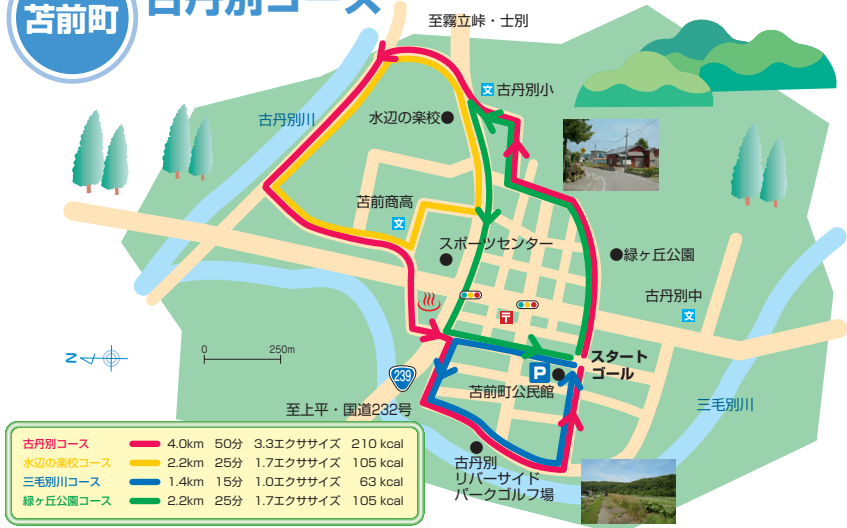 苫前町
古丹別コース
至霧立峠・士別
文 古丹別小
古丹別川
水辺の楽校
苫前商高
文
スポーツセンター
緑ヶ丘公園
古丹別中
文
〒
N
0 250m
スタート
ゴール
P
239
苫前町公民館
至上平・国道232号
三毛別川
古丹別
リバーサイド
パークゴルフ場
古丹別コース 4.0km 50分 3.3エクササイズ 210 kcal
水辺の楽校コース 2.2km 25分 1.7エクササイズ 105 kcal
三毛別川コース 1.4km 15分 1.0エクササイズ 63 kcal
緑ヶ丘公園コース 2.2km 25分 1.7エクササイズ 105 kcal